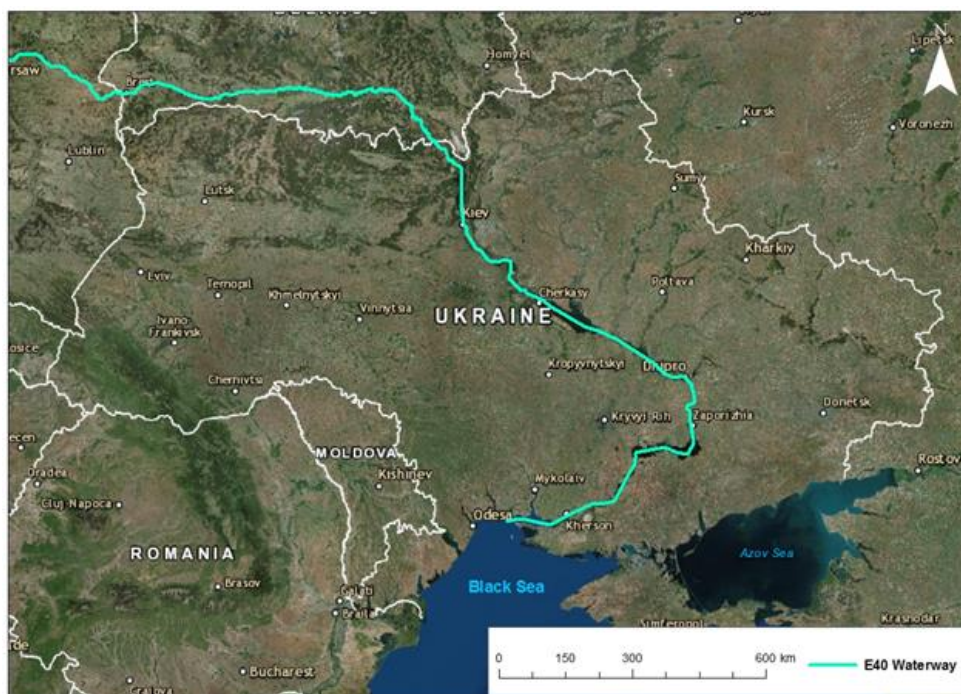 Homyel
Lipetsk
N
rsaw
Brest
Kursk
Voronezh
Lublin
Sumy
Lutsk
Kiev
Kharkiv
Lviv
Ternopil
Khmelnytskyi
Cherkasy
Poltava
Vinnytsia
UKRAINE
Ivano
Frankivsk
Kosice
Kropyvnytskyi
Dnipro
Chernivtsi
Donetsk
Kryvyi Rih
Zaporizhia
MOLDOVA
ecen
Kishinev
Rostov
Oradea
Mykolaiv
Cluj-Napoca
Odesa
Kherson
ROMANIA
Azov Sea
Brasov
Black Sea
Galati
Braila
Simferopol
Krasnodar
Bucharest
Craiova
0 150 300 600 km
E40 Waterway